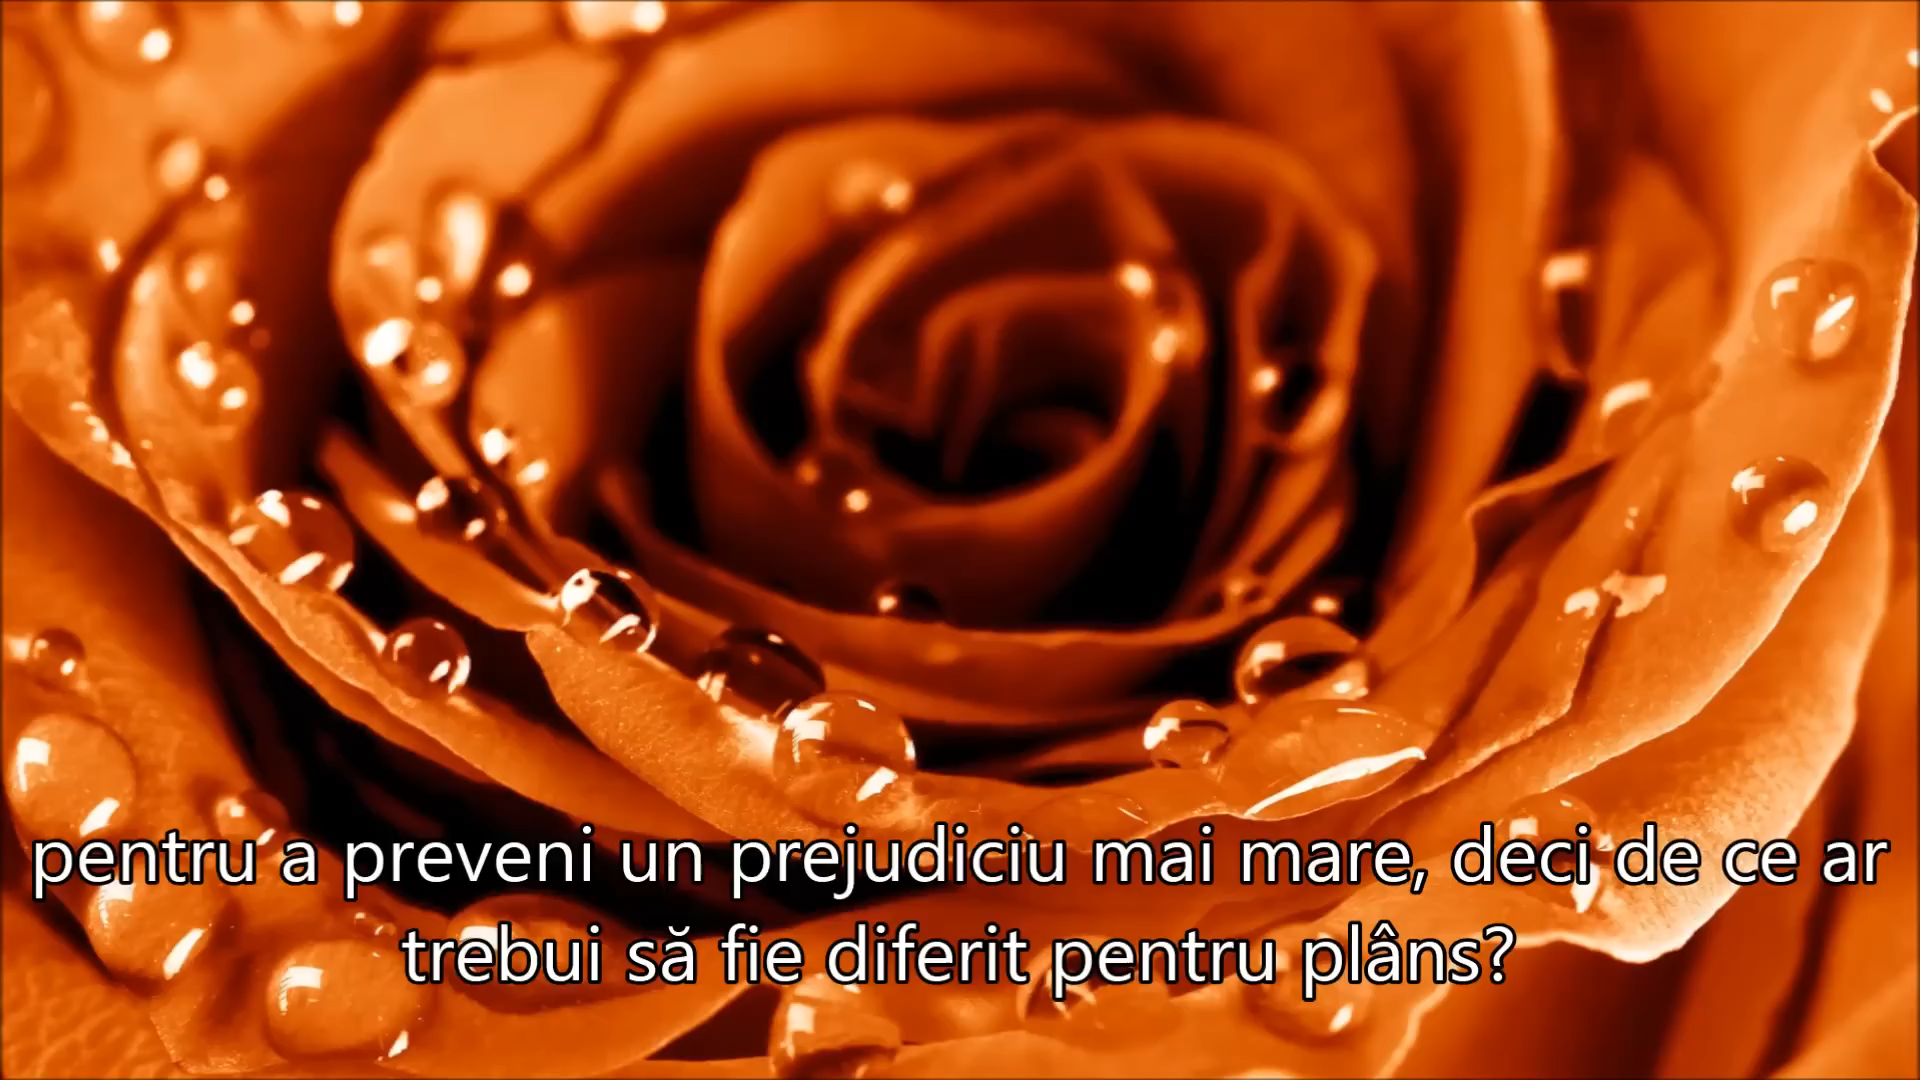 pentru a preveni un prejudiciu mai mare, deci de ce ar
trebui să fie diferit pentru plâns?